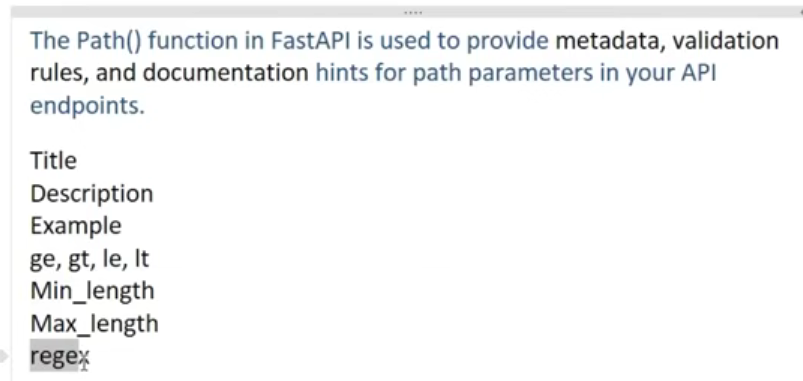 The Path() function in FastAPI is used to provide metadata, validation
rules, and documentation hints for path parameters in your API
endpoints.
Title
Description
Example
ge, gt, le, lt
Min_length
Max_length
regex